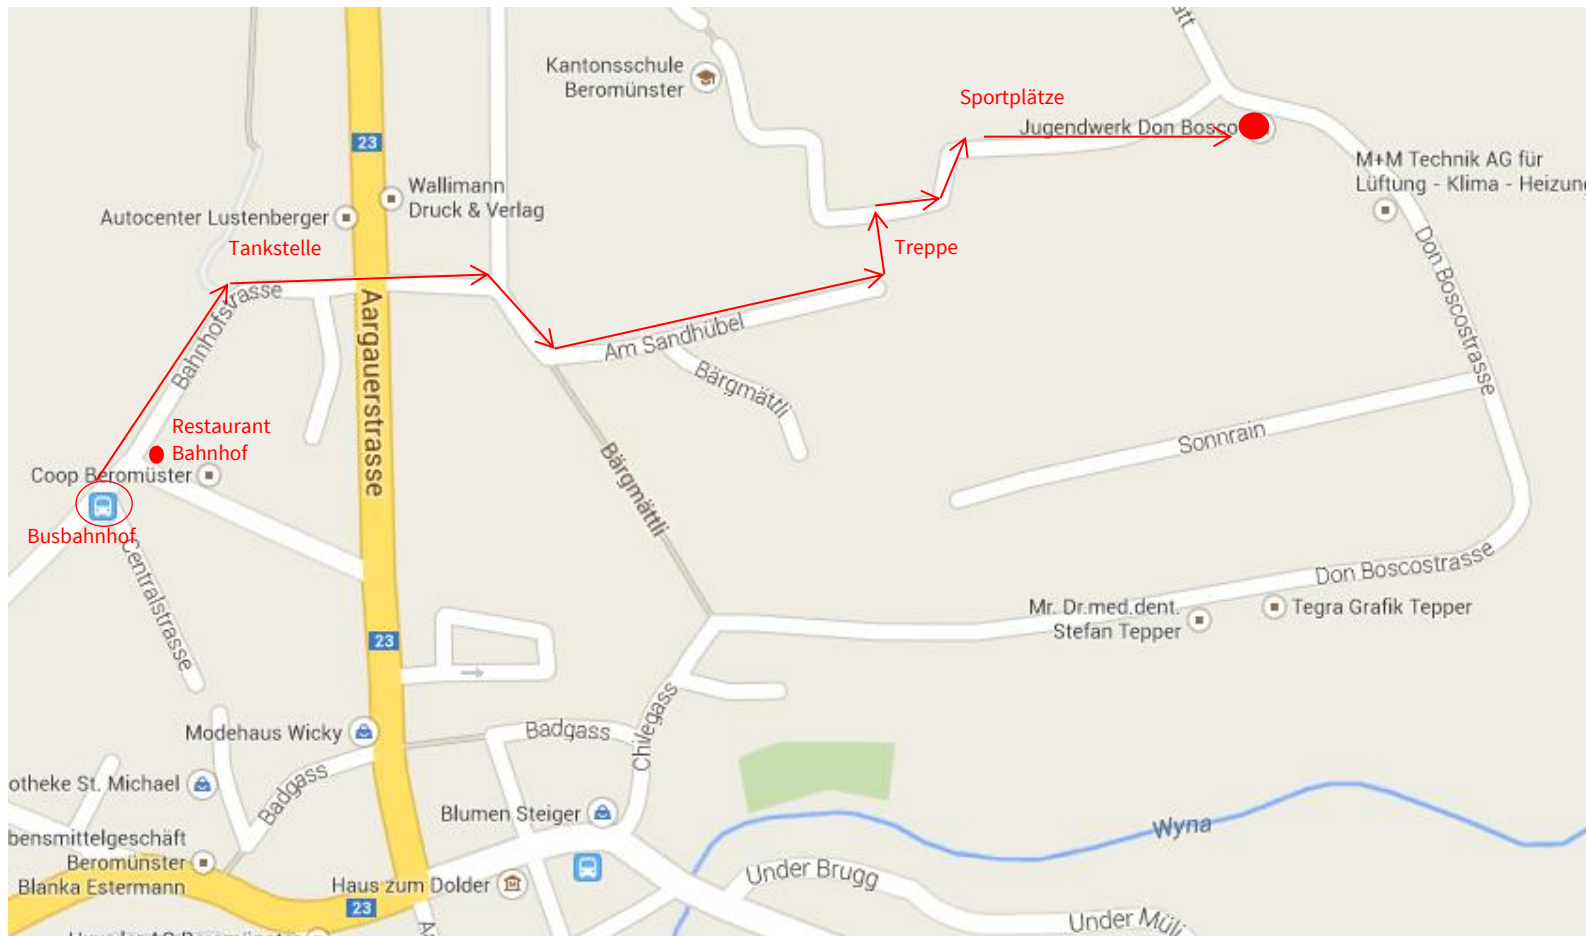 att
Kantonsschule
Beromünster
Sportplätze
Jugendwerk Don Bosco
23
M+M Technik AG für
Lüftung - Klima - Heizung
Wallimann
Druck & Verlag
Autocenter Lustenberger
Tankstelle
Treppe
Don Boscostrasse
Bahnhofstrasse
Aargauerstrasse
Am Sandhübel
Bärgmättli
Restaurant
Bahnhof
Sonnrain
Coop Beromüster
Bärgmättli
Busbahnhof
Centralstrasse
Don Boscostrasse
Mr. Dr.med.dent.
Stefan Tepper
Tegra Grafik Tepper
23
Modehaus Wicky
Badgass
Chilegass
otheke St. Michael
Badgass
Blumen Steiger
Wyna
bensmittelgeschäft
Beromünster
Blanka Estermann
Haus zum Dolder
Under Brugg
23
Under Müli